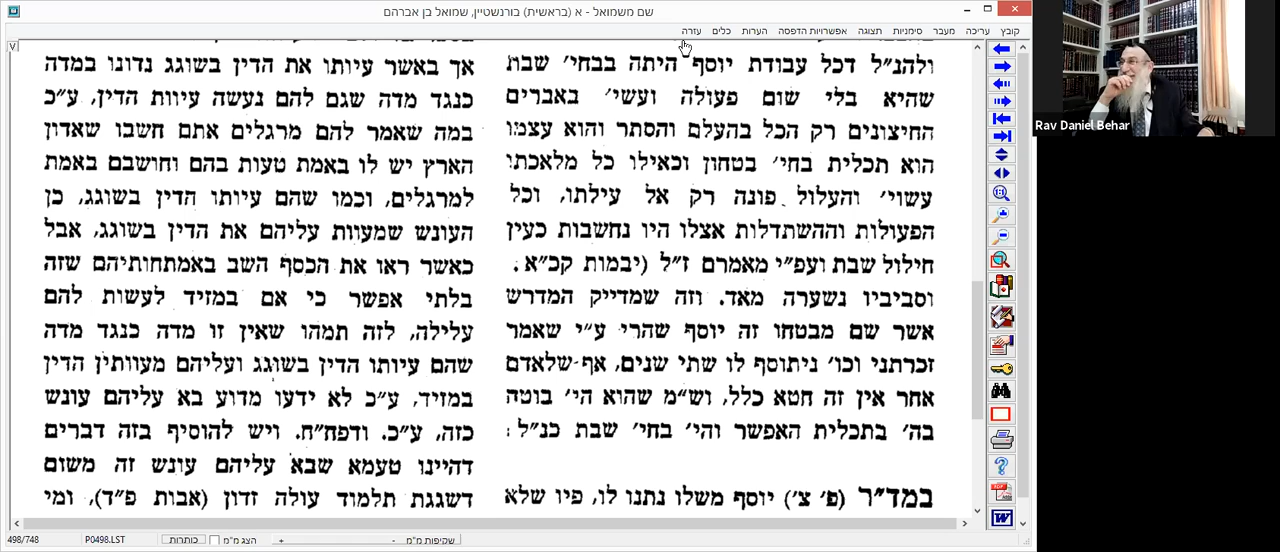 שם משמואל - א (בראשית) בורנשטיין, שמואל בן אברהם
קובץ עריכה מעבר סימניות תצוגה אפשרויות הדפסה הערות כלים עזרה
ולהנ״ל דכל עבודת יוסף היתה בבחי׳ שבת
שהיא בלי שום פעולה ועשי׳ באברים
החיצונים רק הכל בהעלם והסתר והוא עצמו
הוא תכלית בחי׳ בטחון וכאילו כל מלאכתו
עשוי׳ והעלול פונה רק אל עילתו, וכל
הפעולות וההשתדלות אצלו היו נחשבות כעין
חילול שבת ועפ״י מאמרם ז״ל (יבמות קכ״א.
וסביביו נשערה מאד. וזה שמדייק המדרש
אשר שם מבטחו זה יוסף שהרי ע״י שאמר
זכרתני וכו׳ ניתוסף לו שתי שנים, אף שלאדם
אחר אין זה חטא כלל, וש״מ שהוא הי׳ בוטה
בה׳ בתכלית האפשר והי׳ בחי׳ שבת כנ״ל:
במד״ר (פ׳ צ׳) יוסף משלו נתנו לו, פיו שלא
אך באשר עיותו את הדין בשוגג נדונו במדה
כנגד מדה שגם להם נעשה עיוות הדין, ע״כ
במה שאמר להם מרגלים אתם חשבו שאדון
הארץ יש לו באמת טעות בהם וחושבם באמת
למרגלים, וכמו שהם עיותו הדין בשוגג, כן
העונש שמעוות עליהם את הדין בשוגג, אבל
כאשר ראו את הכסף השב באמתחותיהם שזה
בלתי אפשר כי אם במזיד לעשות להם
עלילה, לזה תמהו שאין זו מדה כנגד מדה
שהם עיותו הדין בשוגג ועליהם מעוותין הדין
במזיד, ע״כ לא ידעו מדוע בא עליהם עונש
כזה, ע״כ. ודפח״ח. ויש להוסיף בזה דברים
דהיינו טעמא שבא עליהם עונש זה משום
דשגגת תלמוד עולה זדון (אבות פ״ד), ומי
498/748 P0498.LST כותרות הצג מ״מ + - שקיפות מ״מ
V
1:1
PDF
W
Rav Daniel Behar